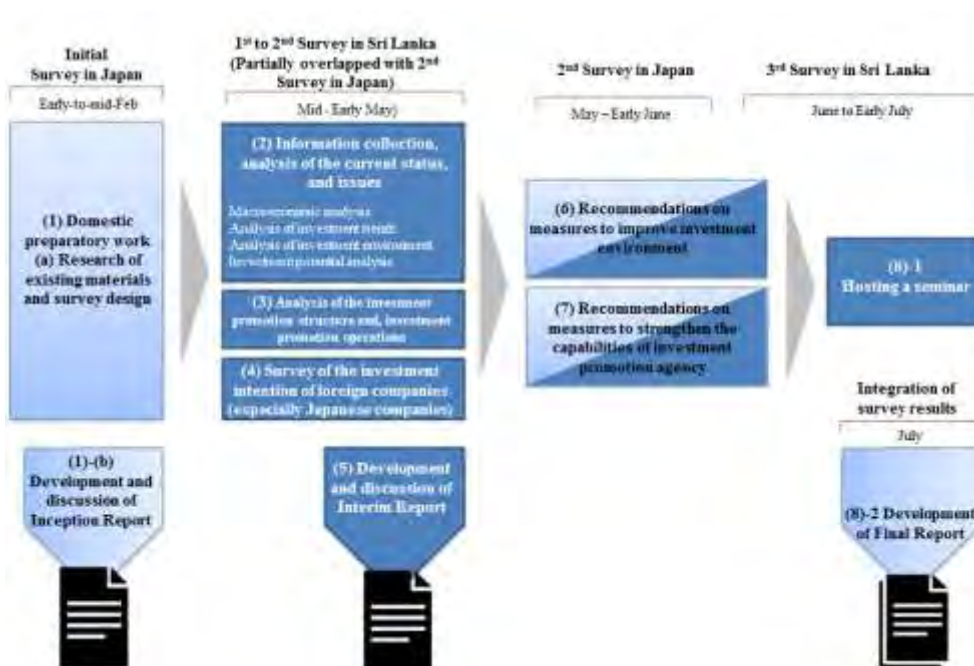 Initial
Survey in Japan
Early-to-mid-Feb
1st to 2nd Survey in Sri Lanka
(Partially overlapped with 2nd
Survey in Japan)
Mid - Early May)
2nd Survey in Japan
May – Early June
3rd Survey in Sri Lanka
June to Early July
(1) Domestic
preparatory work
(a) Research of
existing materials
and survey design
(2) Information collection,
analysis of the current status,
and issues
Macroeconomic analysis
Analysis of investment trends
Analysis of investment environment
Investment potential analysis
(3) Analysis of the investment
promotion structure and, investment
promotion operations
(4) Survey of the investment
intention of foreign companies
(especially Japanese companies)
(6) Recommendations on
measures to improve investment
environment
(7) Recommendations on
measures to strengthen the
capabilities of investment
promotion agency
(8)-1
Hosting a seminar
Integration of
survey results
July
(1)-(b)
Development and
discussion of
Inception Report
(5) Development
and discussion of
Interim Report
(8)-2 Development
of Final Report